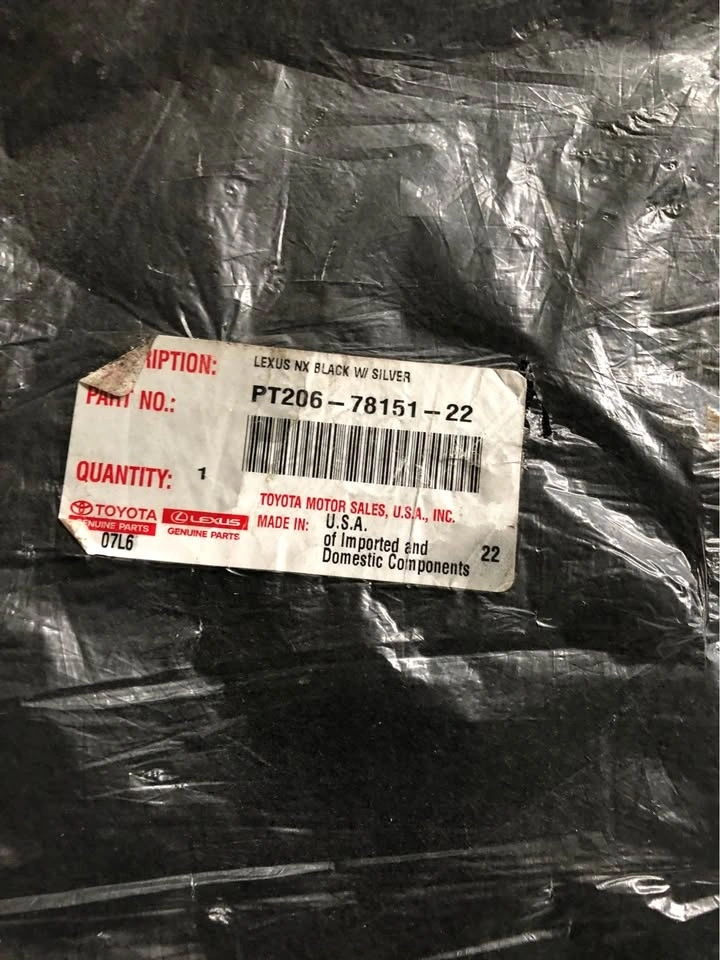 RIPTION: LEXUS NX BLACK W/ SILVER
PART NO.: PT206-78151-22
QUANTITY: 1
TOYOTA LEXUS
GENUINE PARTS GENUINE PARTS
07L6
TOYOTA MOTOR SALES, U.S.A., INC.
MADE IN: U.S.A.
of Imported and
Domestic Components
22